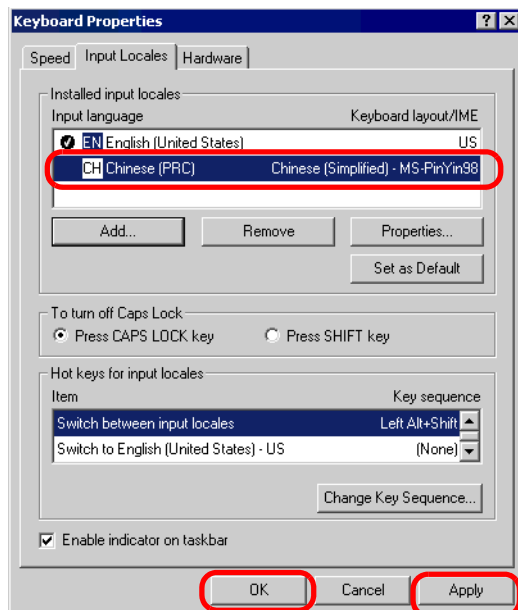 Keyboard Properties ? X
Speed Input Locales Hardware
Installed input locales
Input language Keyboard layout/IME
EN English (United States) US
CH Chinese (PRC) Chinese (Simplified) - MS-PinYin98
Add... Remove Properties...
Set as Default
To turn off Caps Lock
Press CAPS LOCK key Press SHIFT key
Hot keys for input locales
Item Key sequence
Switch between input locales Left Alt+Shift
Switch to English (United States) - US (None)
Change Key Sequence...
Enable indicator on taskbar
OK Cancel Apply